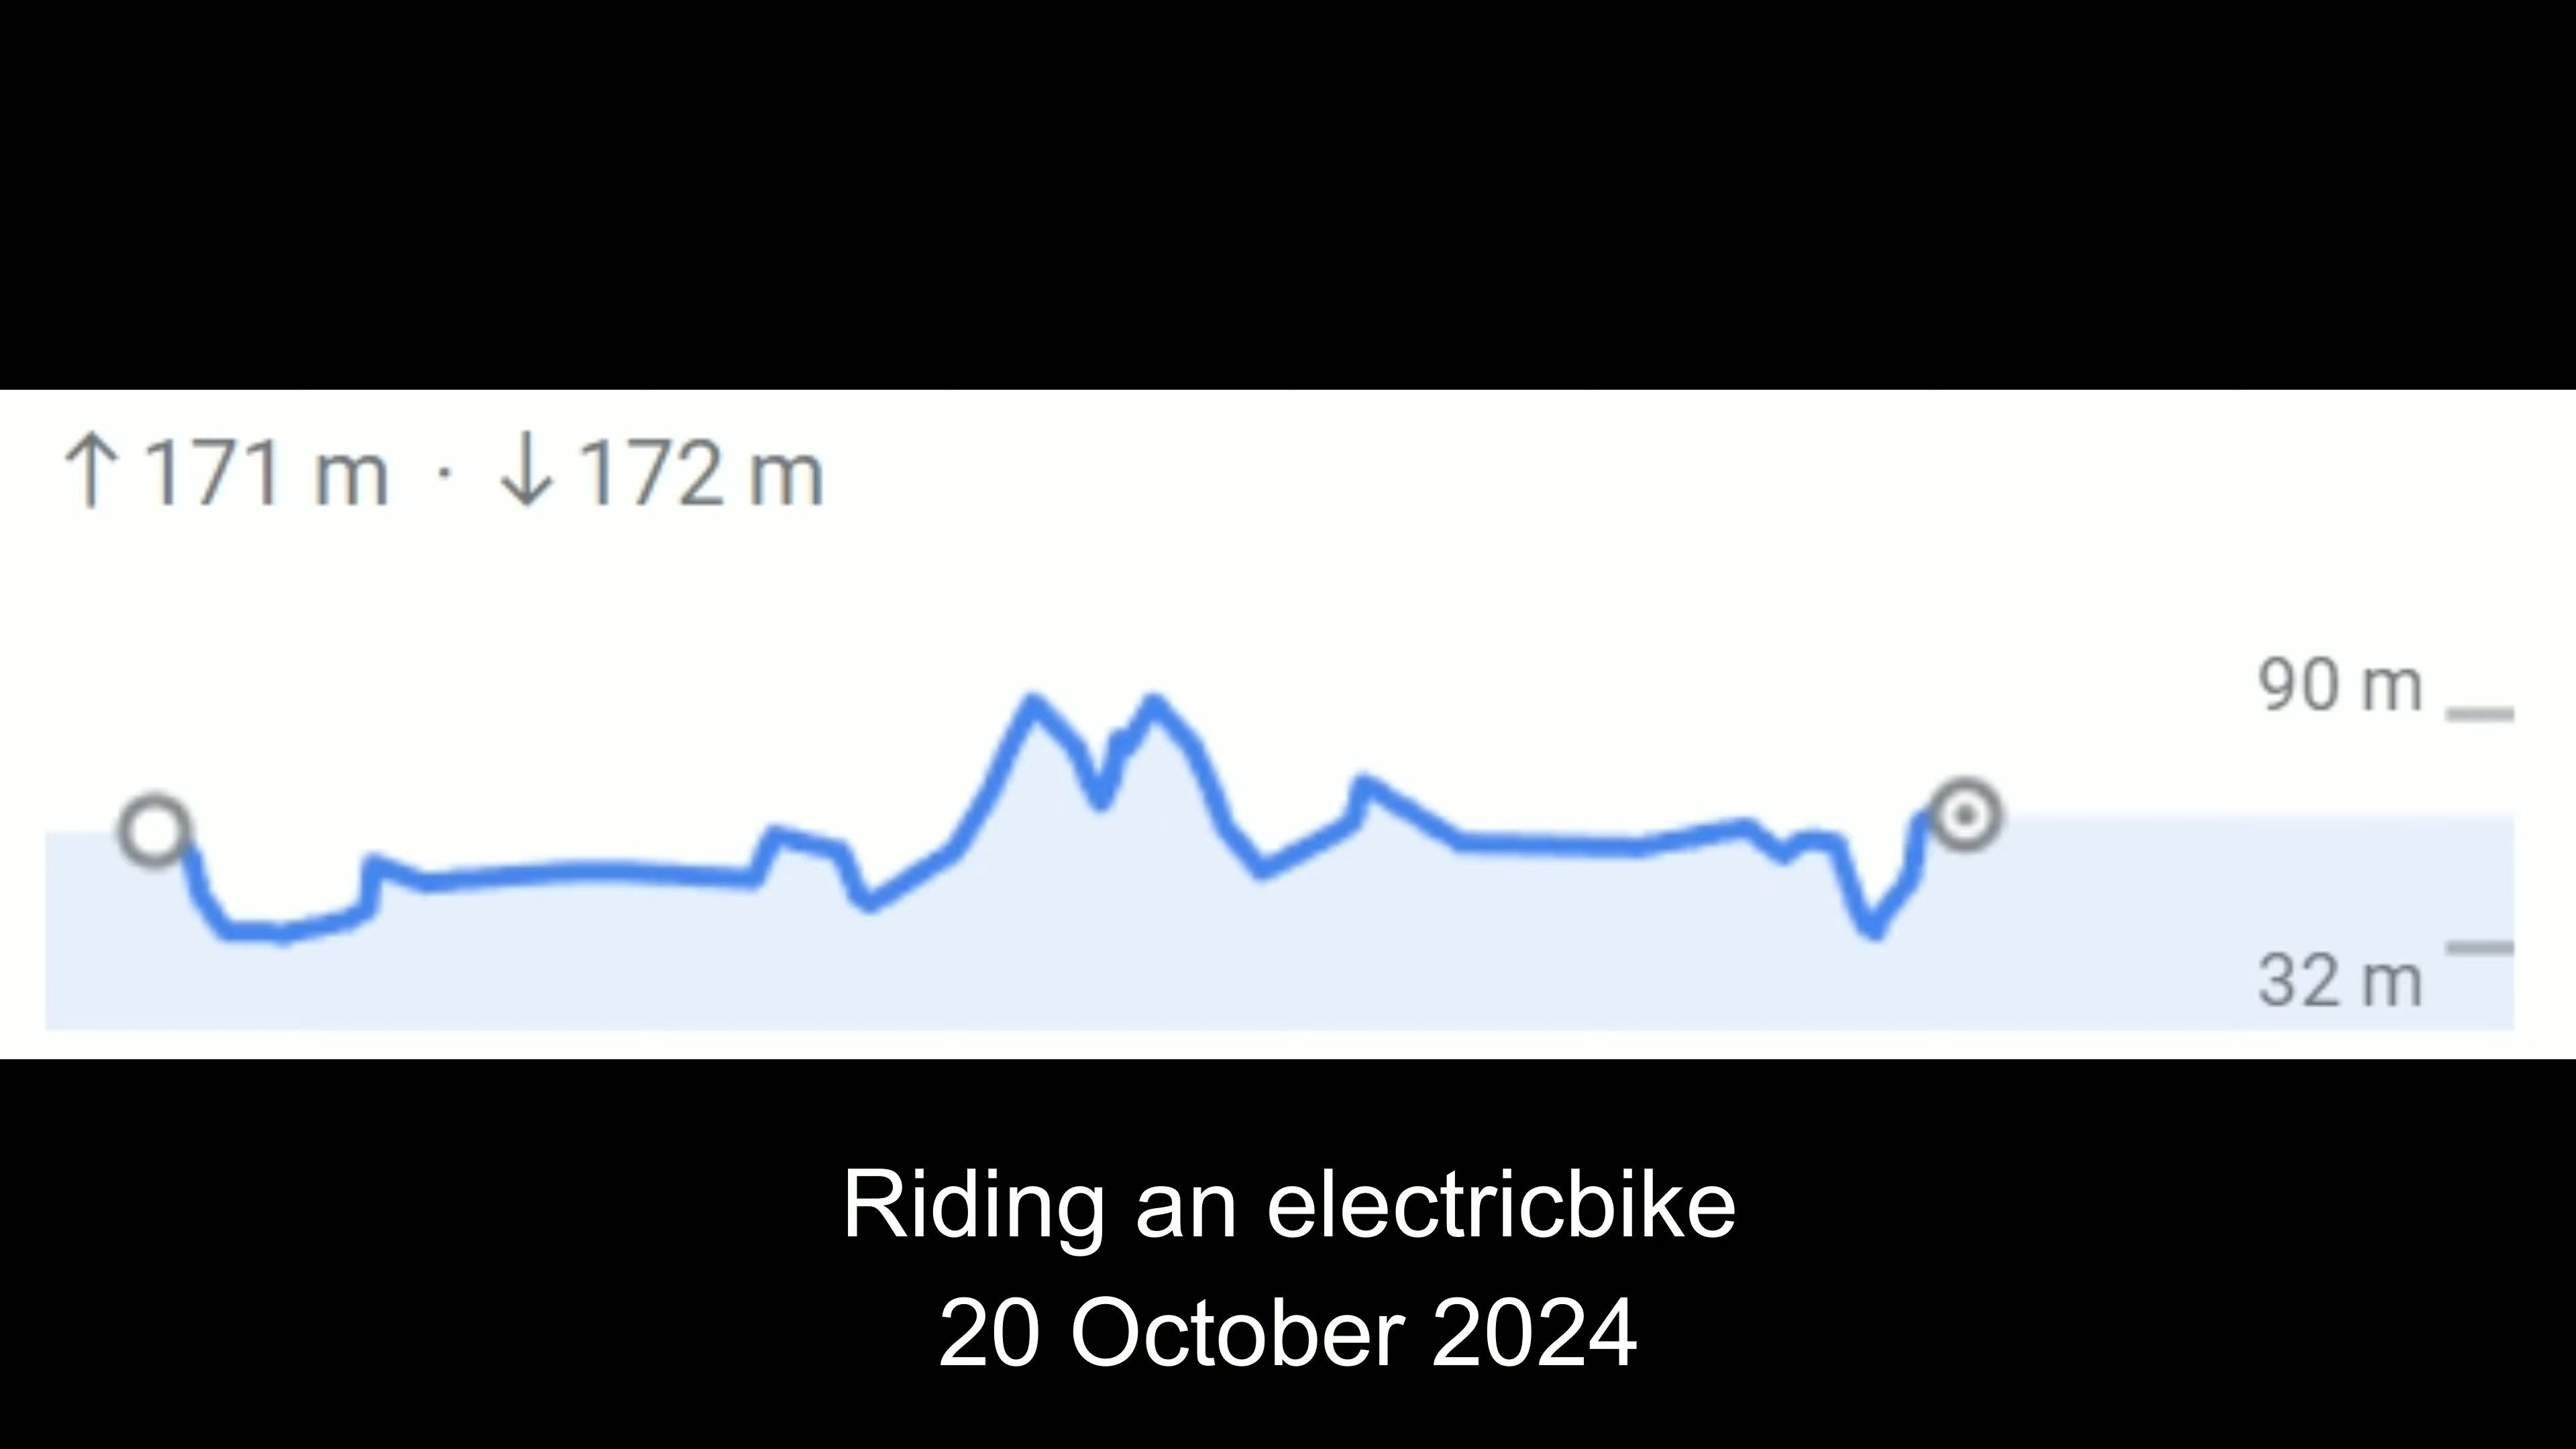 ↑ 171 m · ↓ 172 m
90 m
32 m
Riding an electricbike
20 October 2024